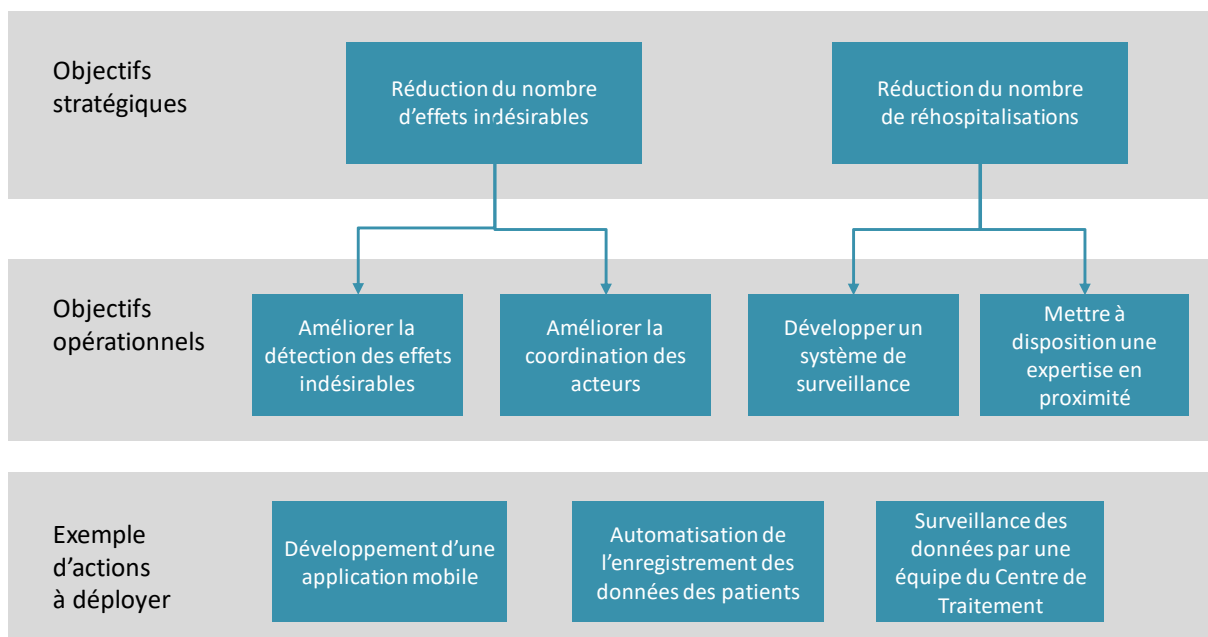 Objectifs
stratégiques
Réduction du nombre
d’effets indésirables
Réduction du nombre
de réhospitalisations
Objectifs
opérationnels
Améliorer la
détection des effets
indésirables
Améliorer la
coordination des
acteurs
Développer un
système de
surveillance
Mettre à
disposition une
expertise en
proximité
Exemple
d’actions
à déployer
Développement d’une
application mobile
Automatisation de
l’enregistrement des
données des patients
Surveillance des
données par une
équipe du Centre de
Traitement